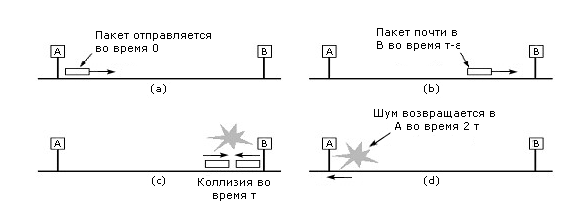 Пакет отправляется
во время 0
A
B
(a)
Пакет почти в
B во время т-ε
A
B
(b)
A
B
(c)
Коллизия во
время т
Шум возвращается в
A во время 2 т
A
B
(d)